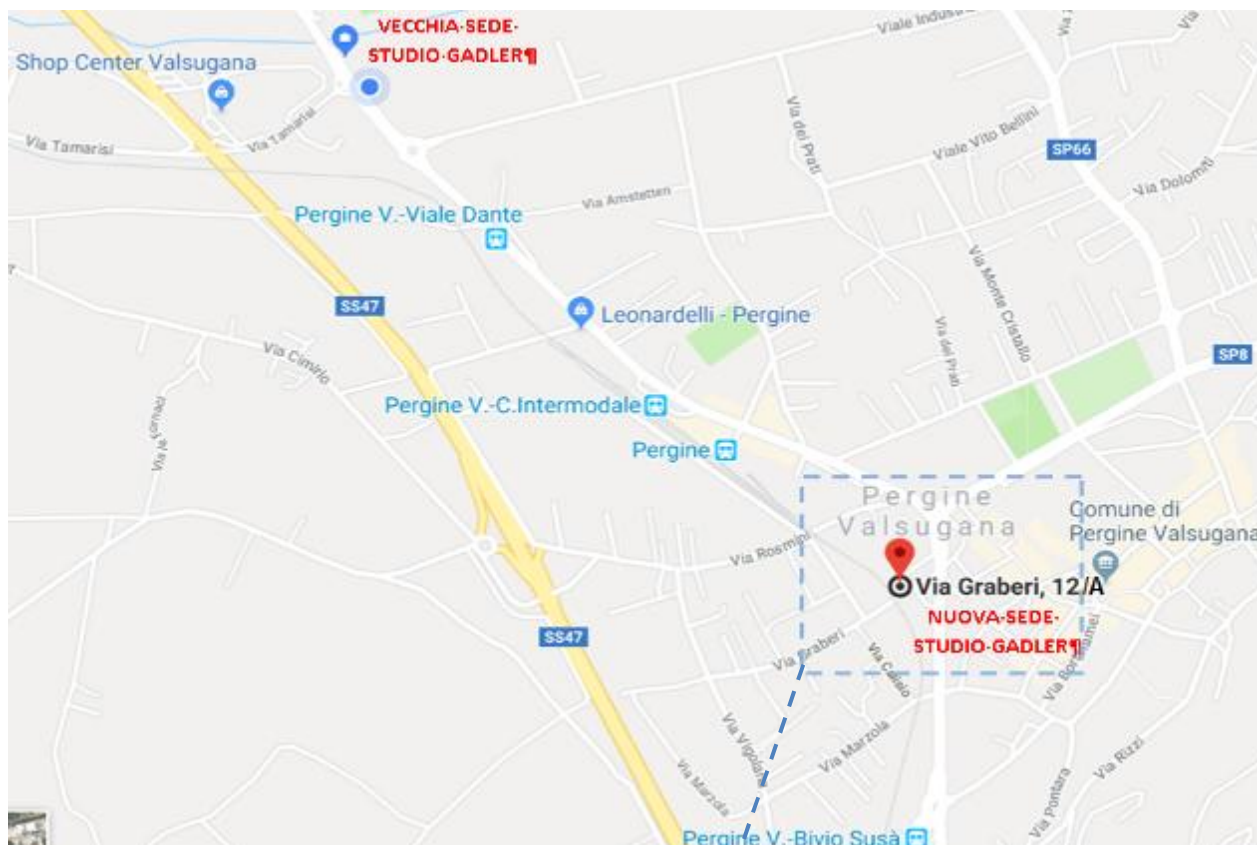 VECCHIA·SEDE·
STUDIO·GADLER¶
Viale Industria
Shop Center Valsugana
Via Tamarisi
Via Tamarisi
Via dei Prati
Viale Vito Bellini
SP66
Via Dolomiti
Via Amstetten
Pergine V.-Viale Dante
SS47
Leonardelli - Pergine
Via Monte Cristallo
Via dei Prati
SP8
Via Cimirlo
Pergine V.-C.Intermodale
Via le Fornaci
Pergine
Pergine
Valsugana
Comune di
Pergine Valsugana
Via Rosmini
Via Graberi, 12/A
NUOVA·SEDE·
STUDIO·GADLER¶
SS47
Via Graberi
Via Caisio
Via Marzola
Via Vigolana
Via Rizzi
Via Marzola
Via Pontara
Pergine V.-Bivio Susà